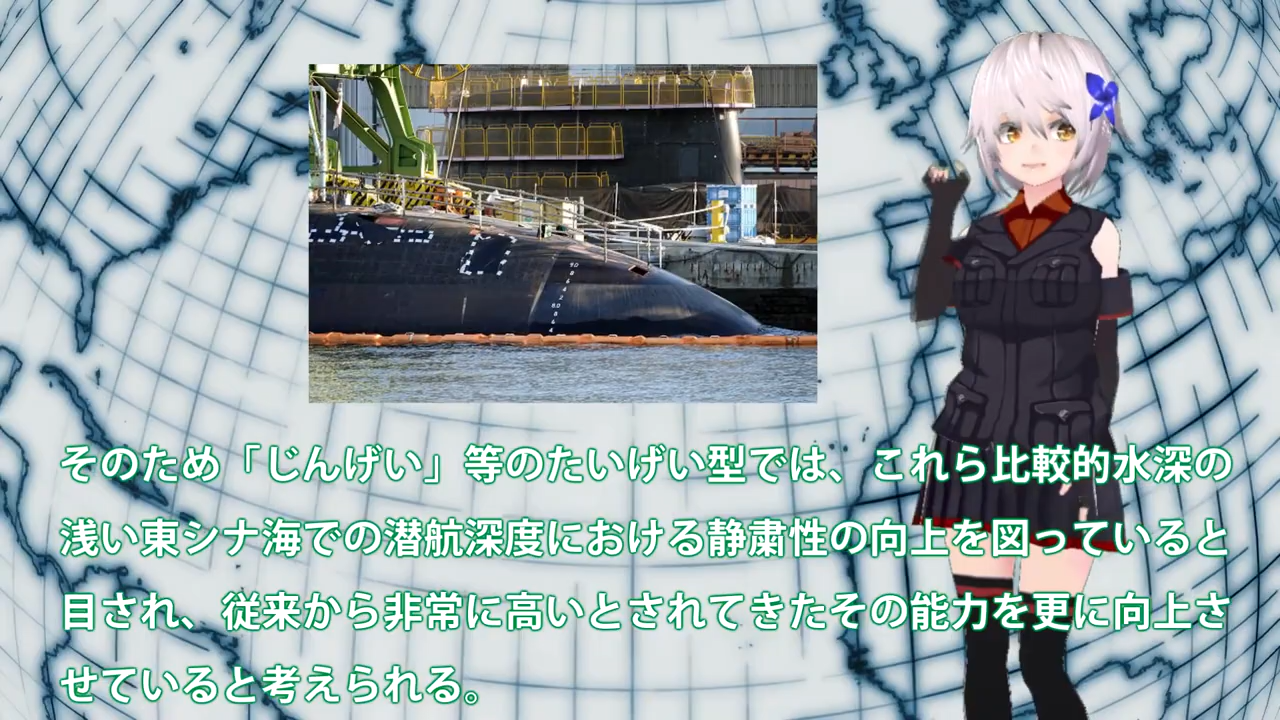 そのため「じんげい」等のたいげい型では、これら比較的水深の
浅い東シナ海での潜航深度における静粛性の向上を図っていると
目され、従来から非常に高いとされてきたその能力を更に向上さ
せていると考えられる。